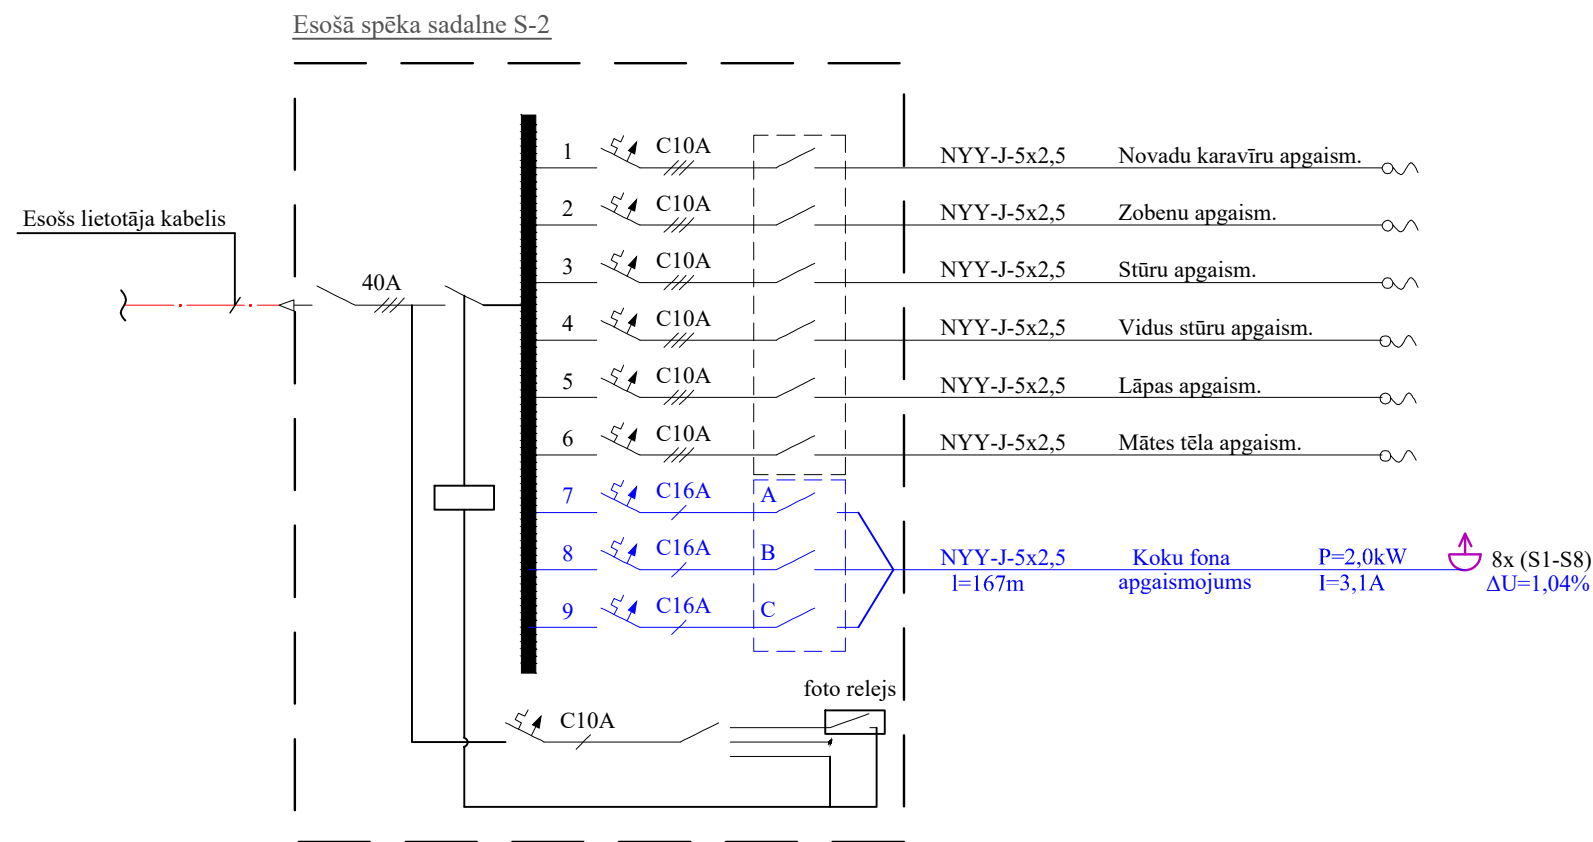 Esošā spēka sadalne S-2
Esošs lietotāja kabelis
40A
1 C10A NYY-J-5x2,5 Novadu karavīru apgaism.
2 C10A NYY-J-5x2,5 Zobenu apgaism.
3 C10A NYY-J-5x2,5 Stūru apgaism.
4 C10A NYY-J-5x2,5 Vidus stūru apgaism.
5 C10A NYY-J-5x2,5 Lāpas apgaism.
6 C10A NYY-J-5x2,5 Mātes tēla apgaism.
7 C16A A
8 C16A B NYY-J-5x2,5 Koku fona P=2,0kW 8x (S1-S8)
l=167m apgaismojums I=3,1A ΔU=1,04%
9 C16A C
foto relejs
C10A